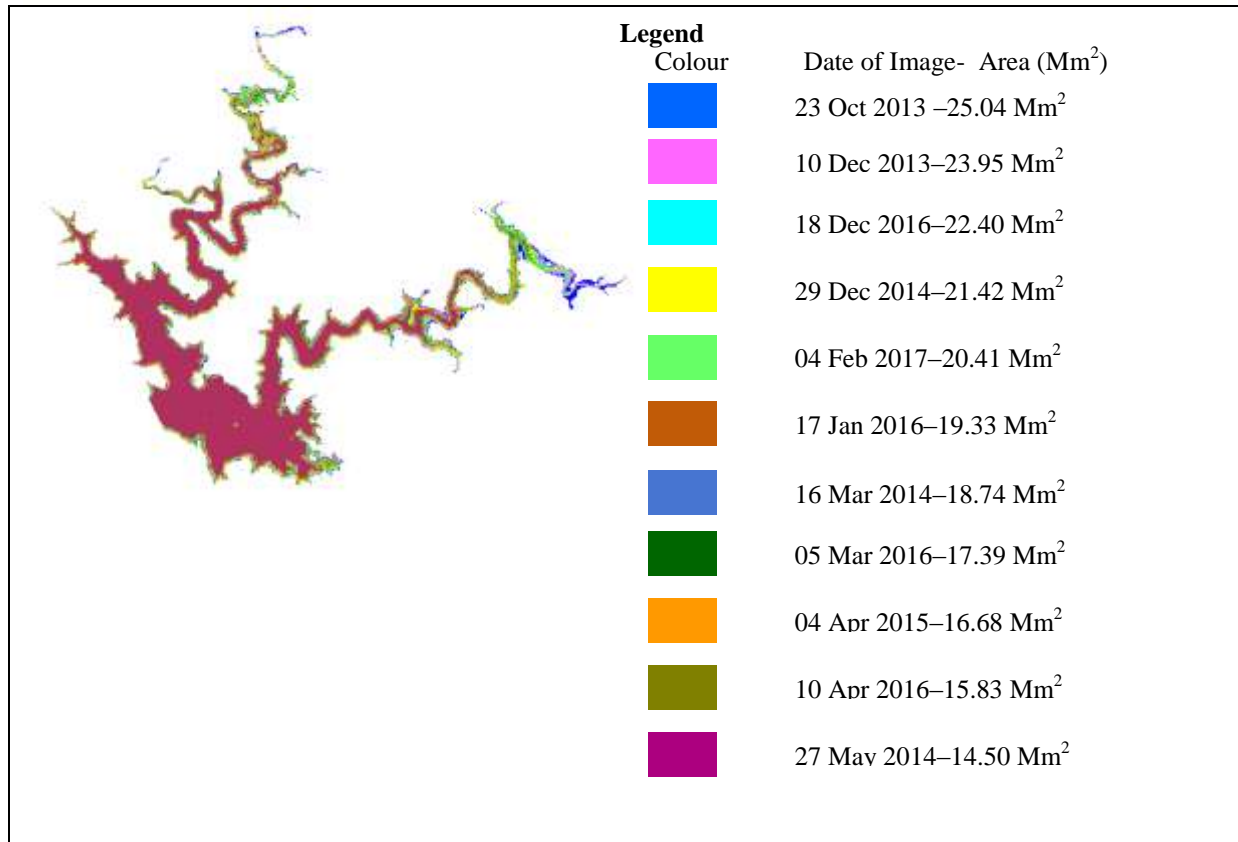 Legend
Colour Date of Image- Area (Mm²)
23 Oct 2013 –25.04 Mm²
10 Dec 2013–23.95 Mm²
18 Dec 2016–22.40 Mm²
29 Dec 2014–21.42 Mm²
04 Feb 2017–20.41 Mm²
17 Jan 2016–19.33 Mm²
16 Mar 2014–18.74 Mm²
05 Mar 2016–17.39 Mm²
04 Apr 2015–16.68 Mm²
10 Apr 2016–15.83 Mm²
27 May 2014–14.50 Mm²